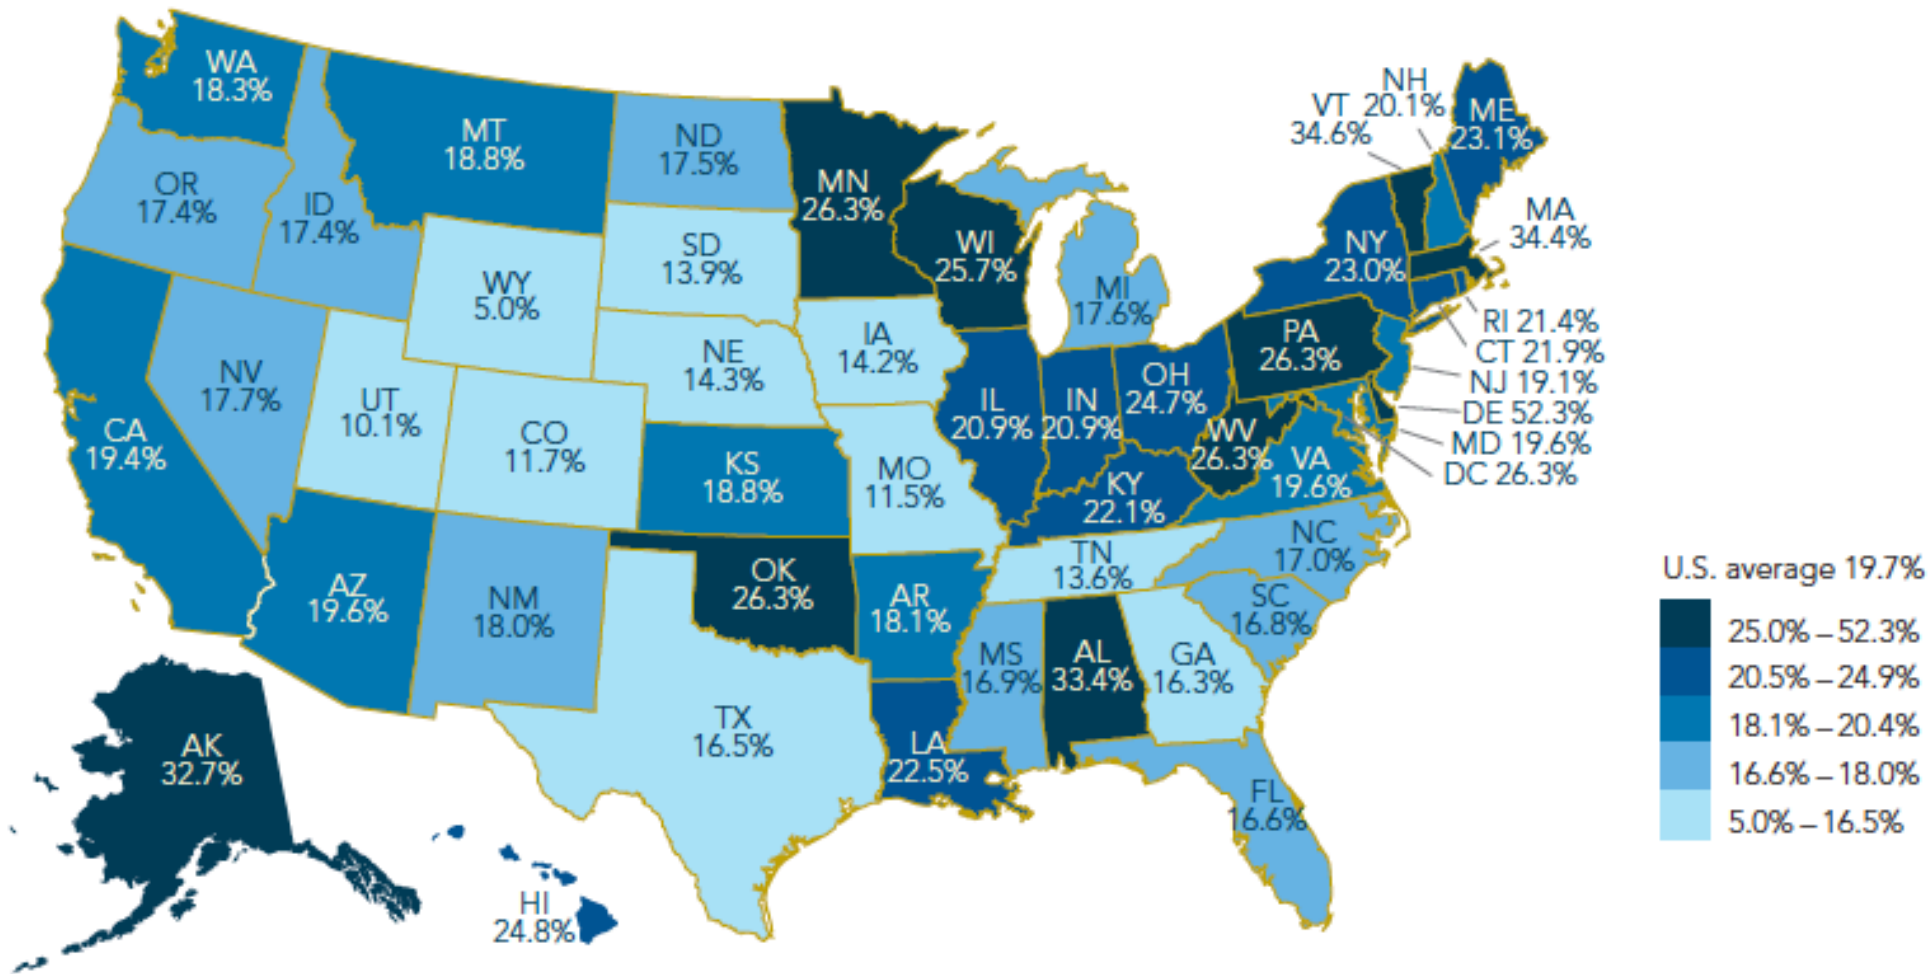 WA
18.3%
MT
18.8%
ND
17.5%
MN
26.3%
OR
17.4%
ID
17.4%
SD
13.9%
WY
5.0%
WI
25.7%
MI
17.6%
NH
VT 20.1%
34.6%
ME
23.1%
MA
34.4%
NY
23.0%
RI 21.4%
CT 21.9%
NJ 19.1%
DE 52.3%
MD 19.6%
DC 26.3%
PA
26.3%
NV
17.7%
UT
10.1%
CA
19.4%
CO
11.7%
NE
14.3%
IA
14.2%
IL
20.9%
IN
20.9%
OH
24.7%
WV
26.3%
VA
19.6%
KS
18.8%
MO
11.5%
KY
22.1%
NC
17.0%
TN
13.6%
AZ
19.6%
NM
18.0%
OK
26.3%
AR
18.1%
SC
16.8%
MS
16.9%
AL
33.4%
GA
16.3%
TX
16.5%
LA
22.5%
FL
16.6%
AK
32.7%
HI
24.8%
U.S. average 19.7%
25.0% – 52.3%
20.5% – 24.9%
18.1% – 20.4%
16.6% – 18.0%
5.0% – 16.5%